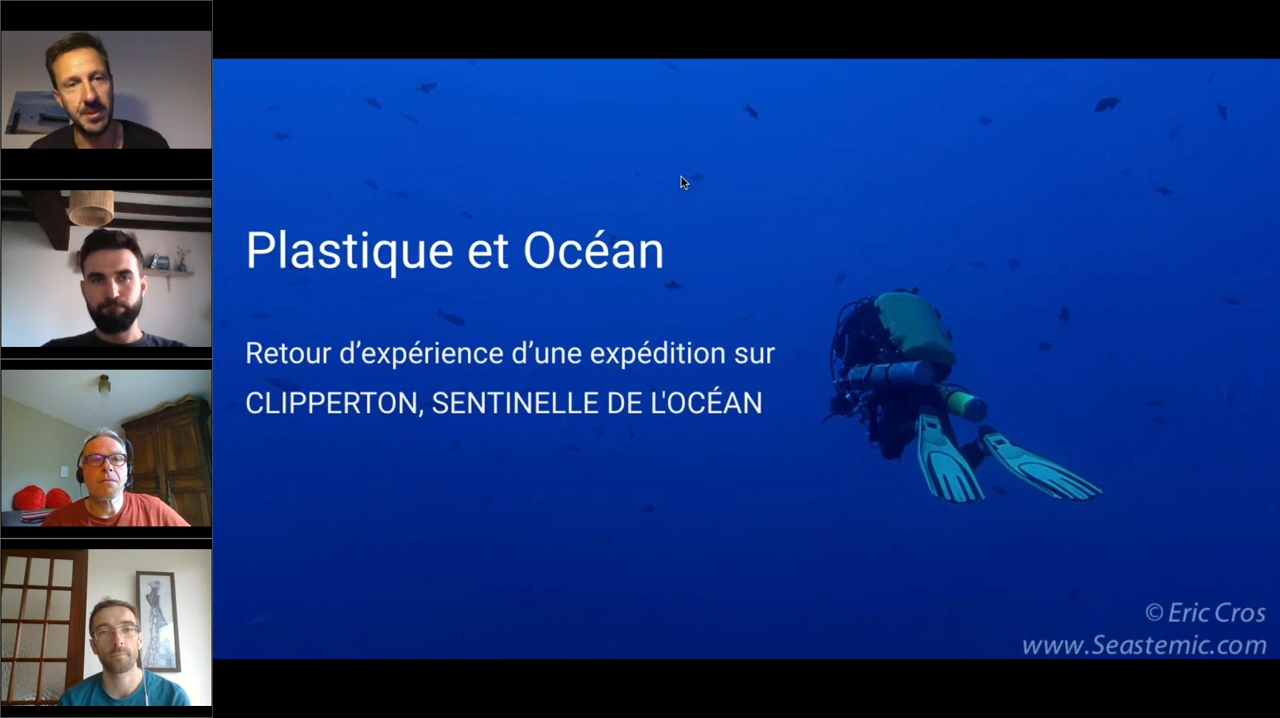 Plastique et Océan
Retour d’expérience d’une expédition sur
CLIPPERTON, SENTINELLE DE L'OCÉAN
© Eric Cros
www.Seastemic.com